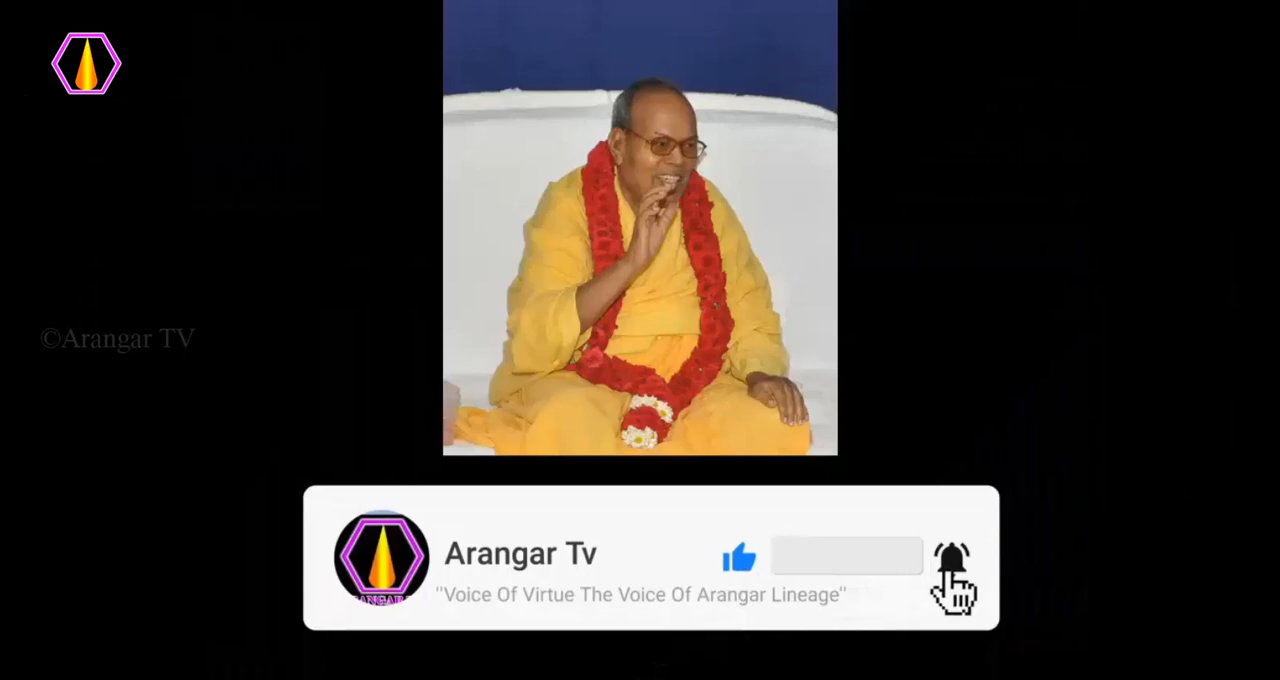 ©Arangar TV
Arangar Tv
"Voice Of Virtue The Voice Of Arangar Lineage"